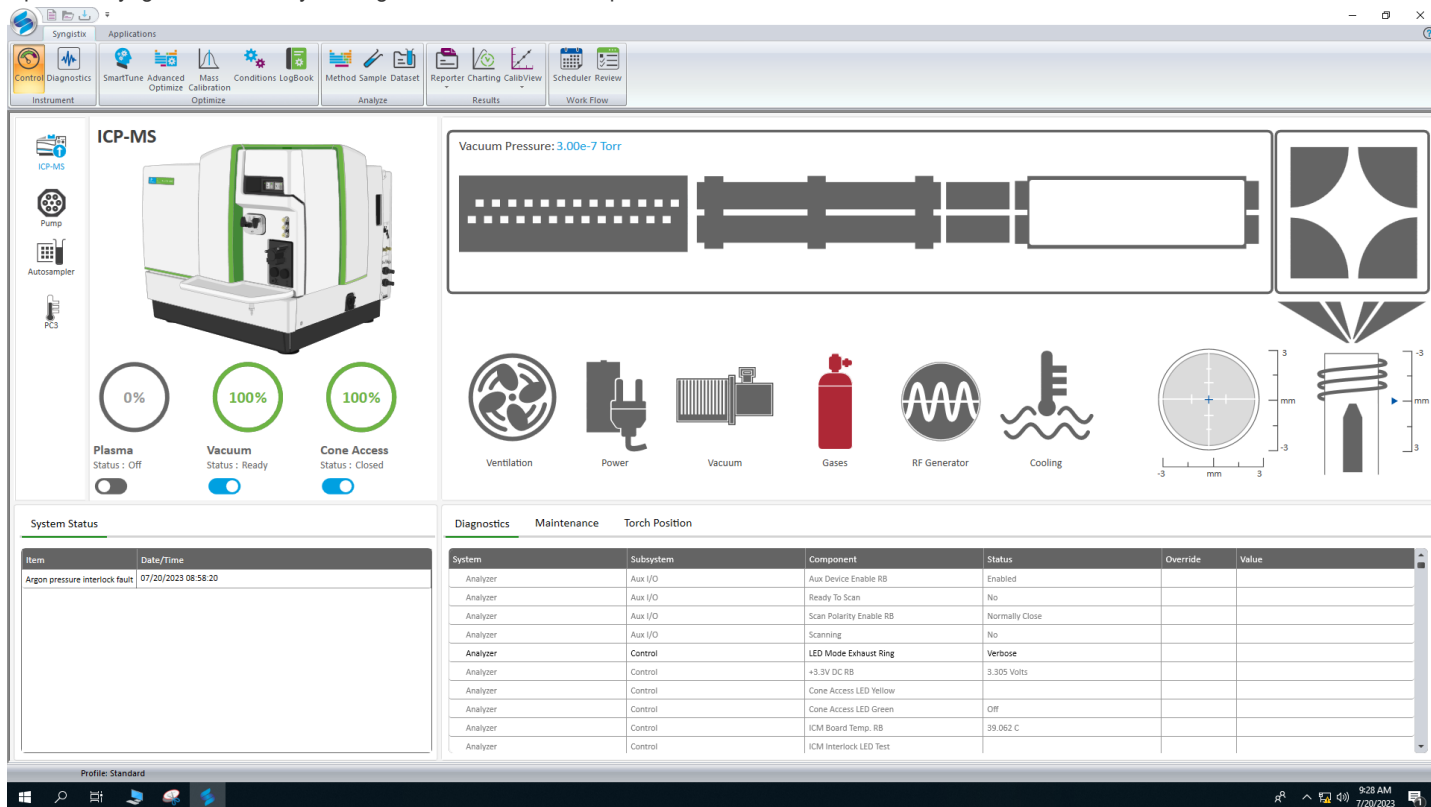 Syngistix Applications
Control Diagnostics SmartTune Advanced Optimize Mass Calibration Conditions LogBook Method Sample Dataset Reporter Charting CalibView Scheduler Review
Instrument Optimize Analyze Results Work Flow
ICP-MS
Pump
Autosampler
PC3
ICP-MS
0% 100% 100%
Plasma Vacuum Cone Access
Status : Off Status : Ready Status : Closed
Vacuum Pressure: 3.00e-7 Torr
Ventilation Power Vacuum Gases RF Generator Cooling
3
mm
-3
-3 mm 3
-3
mm
3
System Status
Item Date/Time
Argon pressure interlock fault 07/20/2023 08:58:20
Diagnostics Maintenance Torch Position
System Subsystem Component Status Override Value
Analyzer Aux I/O Aux Device Enable RB Enabled
Analyzer Aux I/O Ready To Scan No
Analyzer Aux I/O Scan Polarity Enable RB Normally Close
Analyzer Aux I/O Scanning No
Analyzer Control LED Mode Exhaust Ring Verbose
Analyzer Control +3.3V DC RB 3.305 Volts
Analyzer Control Cone Access LED Yellow
Analyzer Control Cone Access LED Green Off
Analyzer Control ICM Board Temp. RB 39.062 C
Analyzer Control ICM Interlock LED Test
Profile: Standard
9:28 AM
7/20/2023